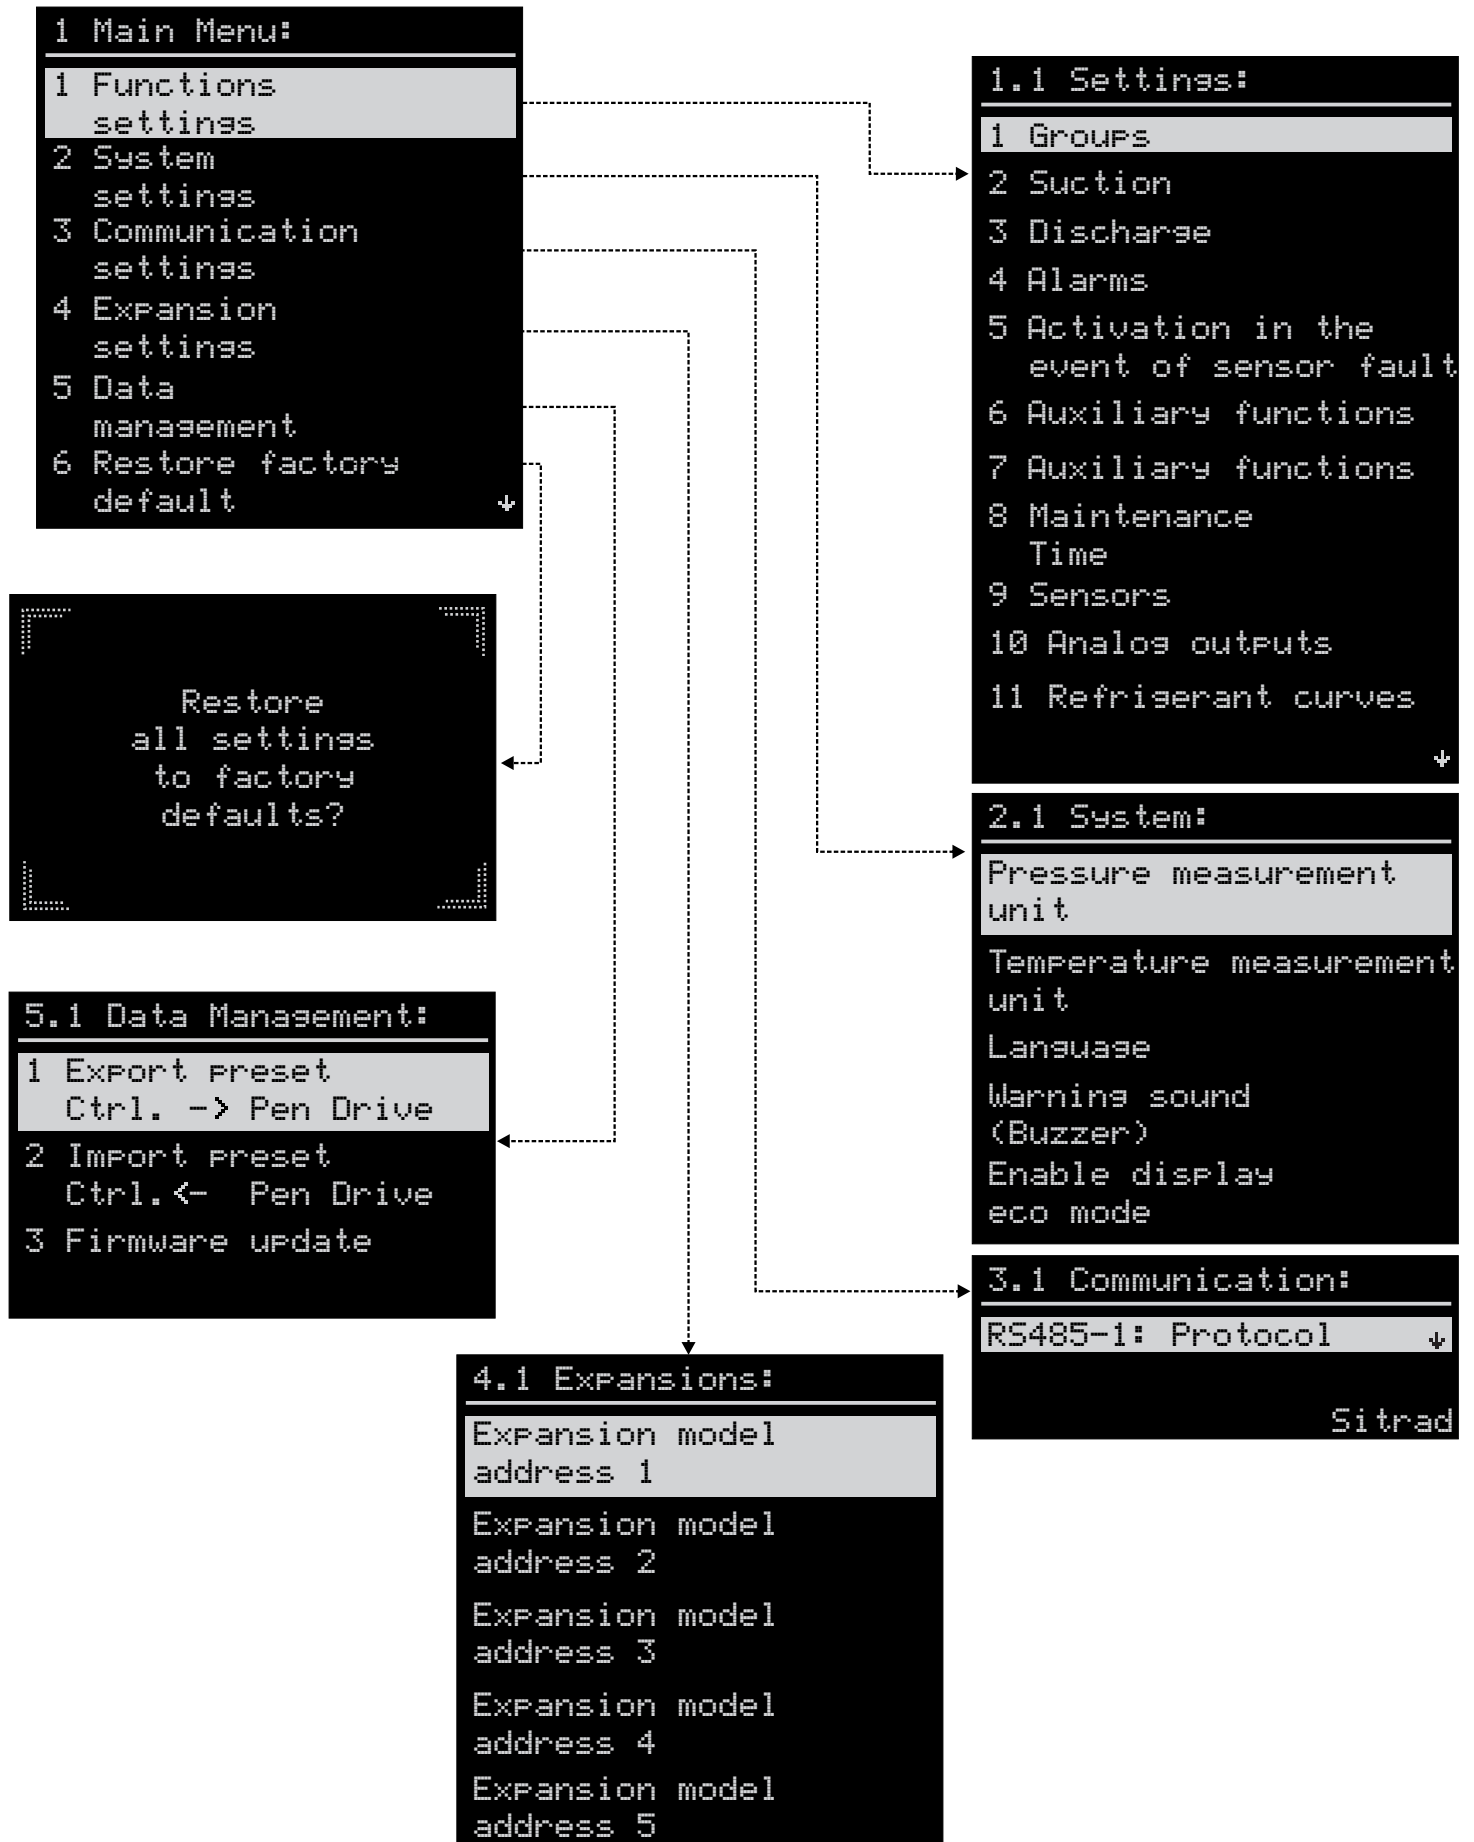 1 Main Menu:
1 Functions
settings
2 System
settings
3 Communication
settings
4 Expansion
settings
5 Data
management
6 Restore factory
default
1.1 Settings:
1 Groups
2 Suction
3 Discharge
4 Alarms
5 Activation in the
event of sensor fault
6 Auxiliary functions
7 Auxiliary functions
8 Maintenance
Time
9 Sensors
10 Analog outputs
11 Refrigerant curves
Restore
all settings
to factory
defaults?
2.1 System:
Pressure measurement
unit
Temperature measurement
unit
Language
Warning sound
(Buzzer)
Enable display
eco mode
5.1 Data Management:
1 Export preset
Ctrl. -> Pen Drive
2 Import preset
Ctrl.<- Pen Drive
3 Firmware update
3.1 Communication:
RS485-1: Protocol
Sitrad
4.1 Expansions:
Expansion model
address 1
Expansion model
address 2
Expansion model
address 3
Expansion model
address 4
Expansion model
address 5